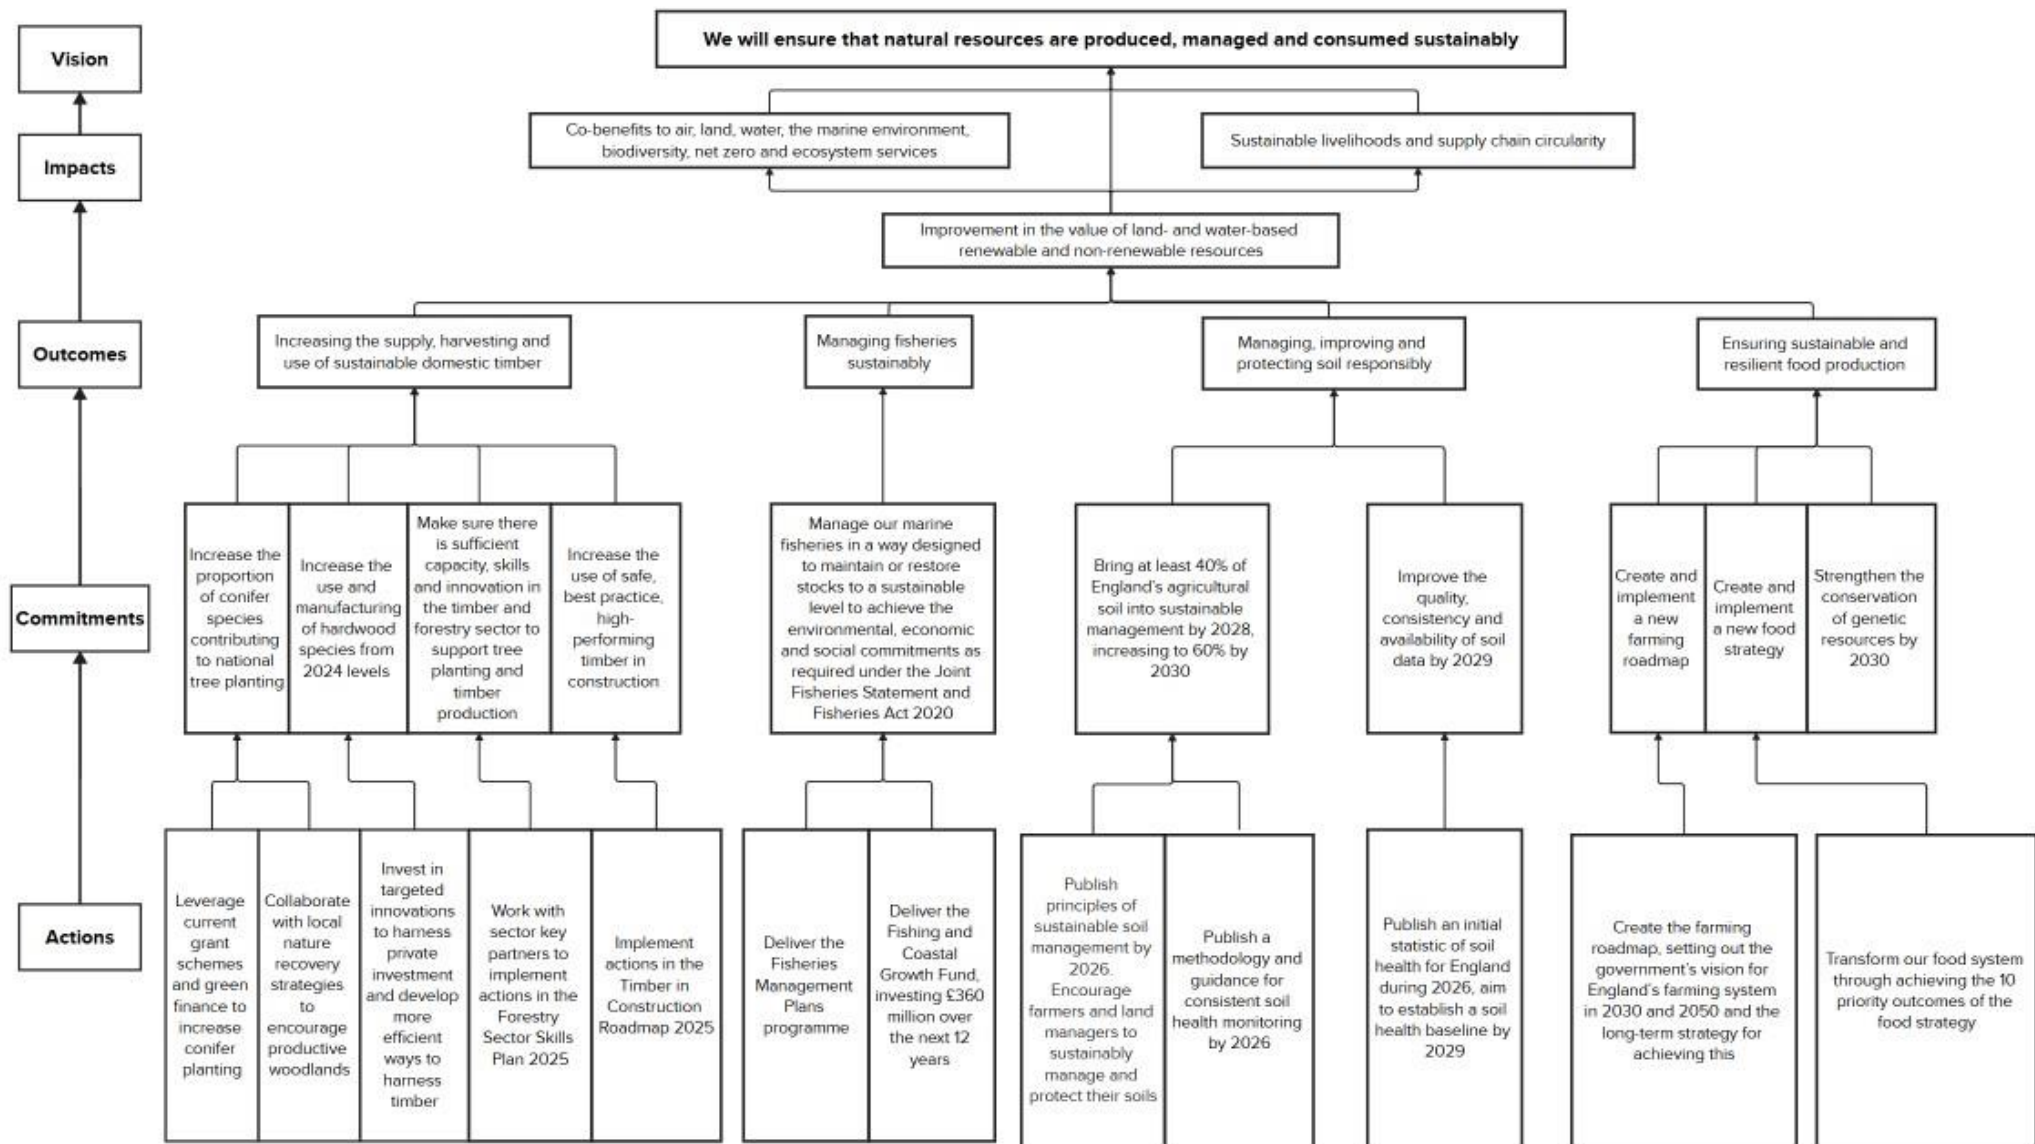 We will ensure that natural resources are produced, managed and consumed sustainably
Vision
Co-benefits to air, land, water, the marine environment,
biodiversity, net zero and ecosystem services
Sustainable livelihoods and supply chain circularity
Impacts
Improvement in the value of land- and water-based
renewable and non-renewable resources
Outcomes
Increasing the supply, harvesting and
use of sustainable domestic timber
Managing fisheries
sustainably
Managing, improving and
protecting soil responsibly
Ensuring sustainable and
resilient food production
Commitments
Increase the
proportion
of conifer
species
contributing
to national
tree planting
Increase the
use and
manufacturing
of hardwood
species from
2024 levels
Make sure there
is sufficient
capacity, skills
and innovation in
the timber and
forestry sector to
support tree
planting and
timber
production
Increase the
use of safe,
best practice,
high-
performing
timber in
construction
Manage our marine
fisheries in a way designed
to maintain or restore
stocks to a sustainable
level to achieve the
environmental, economic
and social commitments as
required under the Joint
Fisheries Statement and
Fisheries Act 2020
Bring at least 40% of
England's agricultural
soil into sustainable
management by 2028,
increasing to 60% by
2030
Improve the
quality,
consistency and
availability of soil
data by 2029
Create and
implement
a new
farming
roadmap
Create and
implement
a new food
strategy
Strengthen the
conservation
of genetic
resources by
2030
Actions
Leverage
current
grant
schemes
and green
finance to
increase
conifer
planting
Collaborate
with local
nature
recovery
strategies
to
encourage
productive
woodlands
Invest in
targeted
innovations
to harness
private
investment
and develop
more
efficient
ways to
harness
timber
Work with
sector key
partners to
implement
actions in the
Forestry
Sector Skills
Plan 2025
Implement
actions in the
Timber in
Construction
Roadmap 2025
Deliver the
Fisheries
Management
Plans
programme
Deliver the
Fishing and
Coastal
Growth Fund,
investing £360
million over
the next 12
years
Publish
principles of
sustainable soil
management by
2026.
Encourage
farmers and land
managers to
sustainably
manage and
protect their soils
Publish a
methodology and
guidance for
consistent soil
health monitoring
by 2026
Publish an initial
statistic of soil
health for England
during 2026, aim
to establish a soil
health baseline by
2029
Create the farming
roadmap, setting out the
government's vision for
England's farming system
in 2030 and 2050 and the
long-term strategy for
achieving this
Transform our food system
through achieving the 10
priority outcomes of the
food strategy